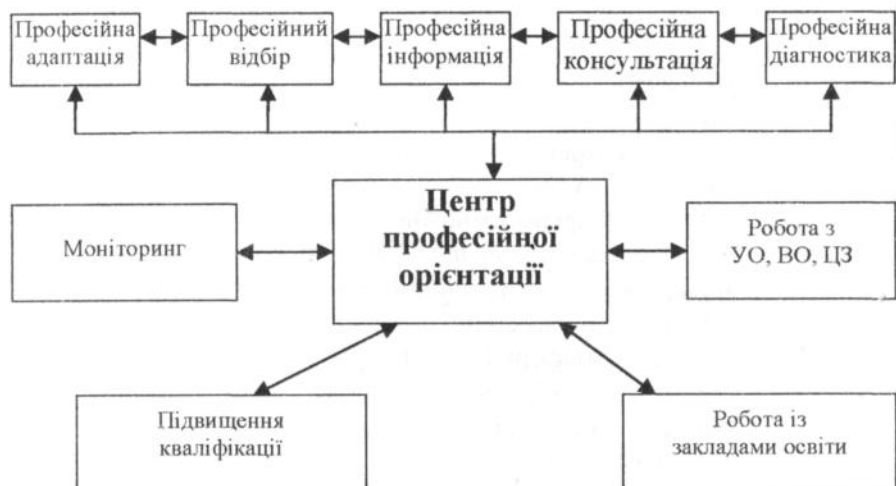 Професійна
адаптація
Професійний
відбір
Професійна
інформація
Професійна
консультація
Професійна
діагностика
Центр
професійної
орієнтації
Моніторинг
Робота з
УО, ВО, ЦЗ
Підвищення
кваліфікації
Робота із
закладами освіти